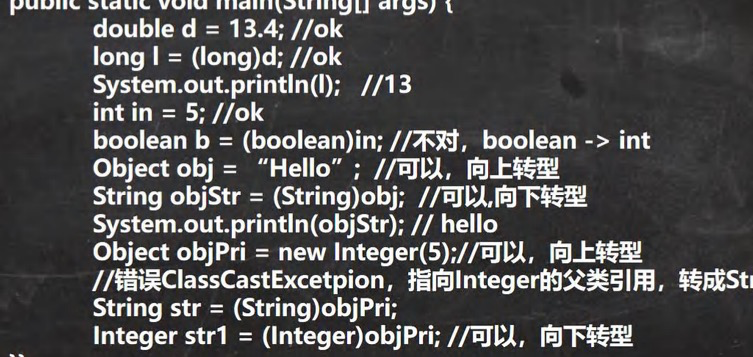 public static void main(String[] args) {
double d = 13.4; //ok
long l = (long)d; //ok
System.out.println(l); //13
int in = 5; //ok
boolean b = (boolean)in; //不对，boolean -> int
Object obj = “Hello”; //可以，向上转型
String objStr = (String)obj; //可以,向下转型
System.out.println(objStr); // hello
Object objPri = new Integer(5);//可以，向上转型
//错误ClassCastExcetpion，指向Integer的父类引用，转成Str
String str = (String)objPri;
Integer str1 = (Integer)objPri; //可以，向下转型